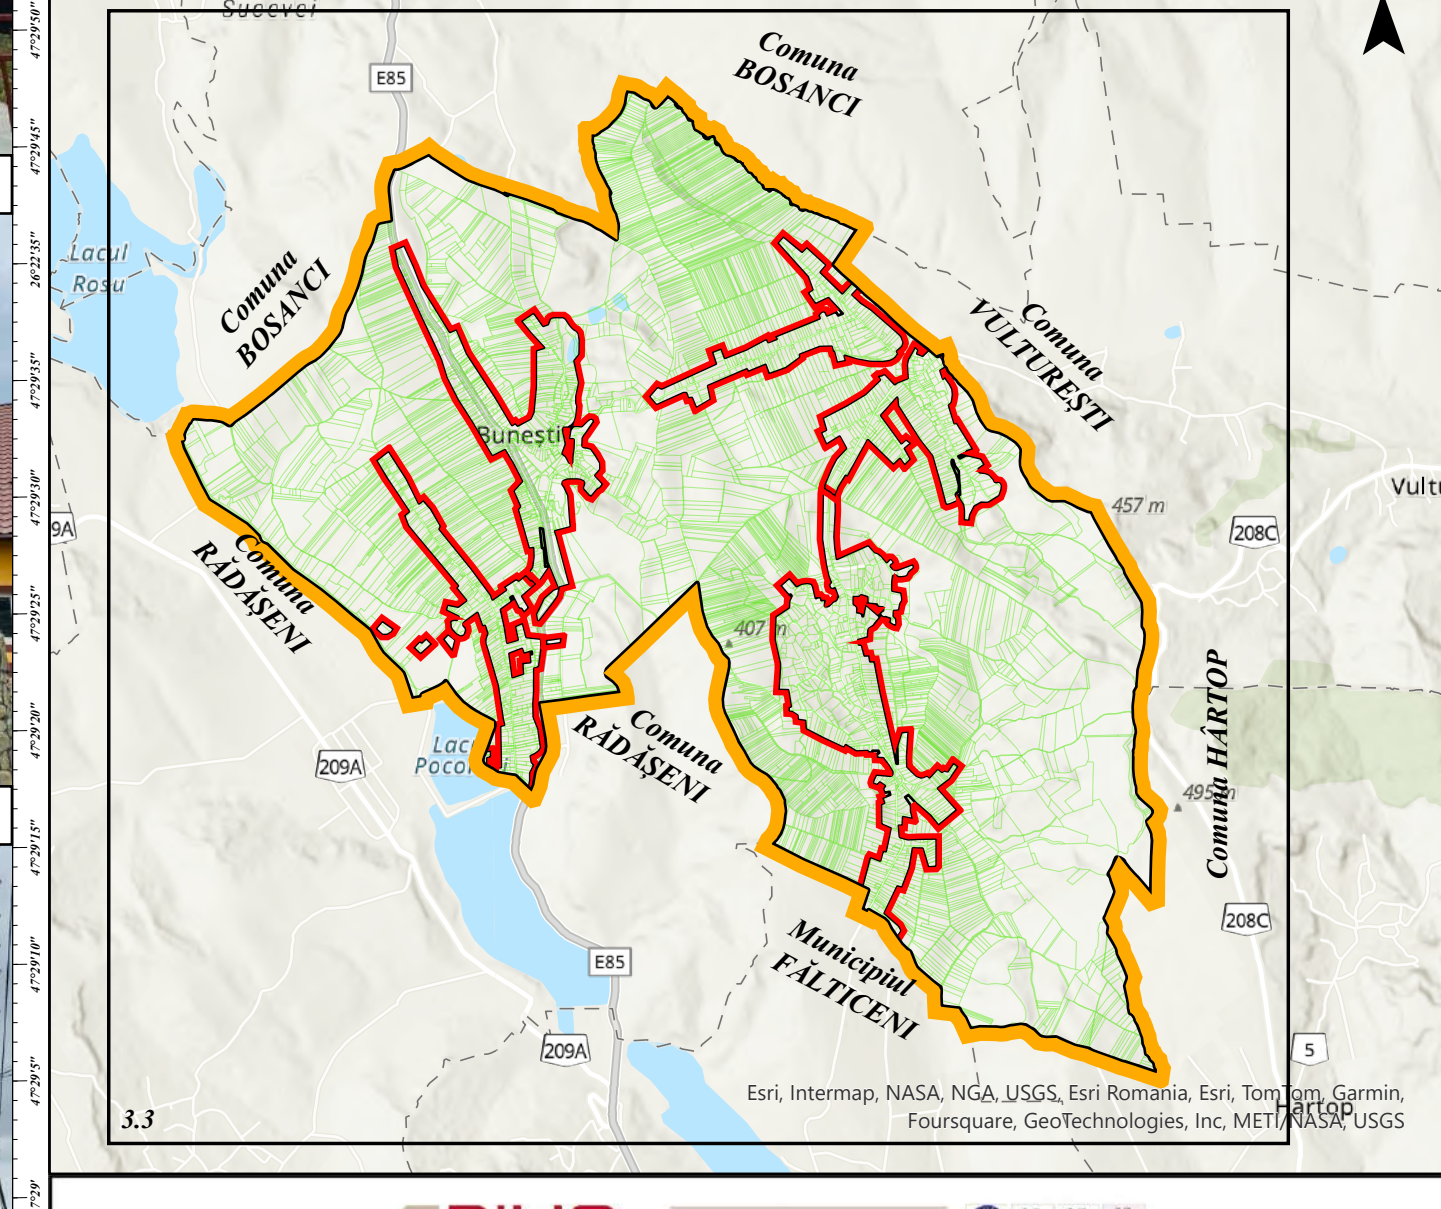 Sucevei
E85
Comuna
BOSANCI
Lacul
Rosu
Comuna
BOSANCI
Comuna
VULTUREȘTI
Bunești
457 m
208C
Vultu
9A
Comuna
RĂDĂȘENI
407 m
Comuna HÂRTOP
Comuna
RĂDĂȘENI
209A
495 m
208C
Municipiul
FĂLTICENI
E85
209A
5
Hârtop
Esri, Intermap, NASA, NGA, USGS, Esri Romania, Esri, TomTom, Garmin,
Foursquare, GeoTechnologies, Inc, METI/NASA, USGS
3.3
47°29'50"
47°29'45"
26°22'35"
47°29'35"
47°29'30"
47°29'25"
47°29'20"
47°29'15"
47°29'10"
47°29'5"
7°29'